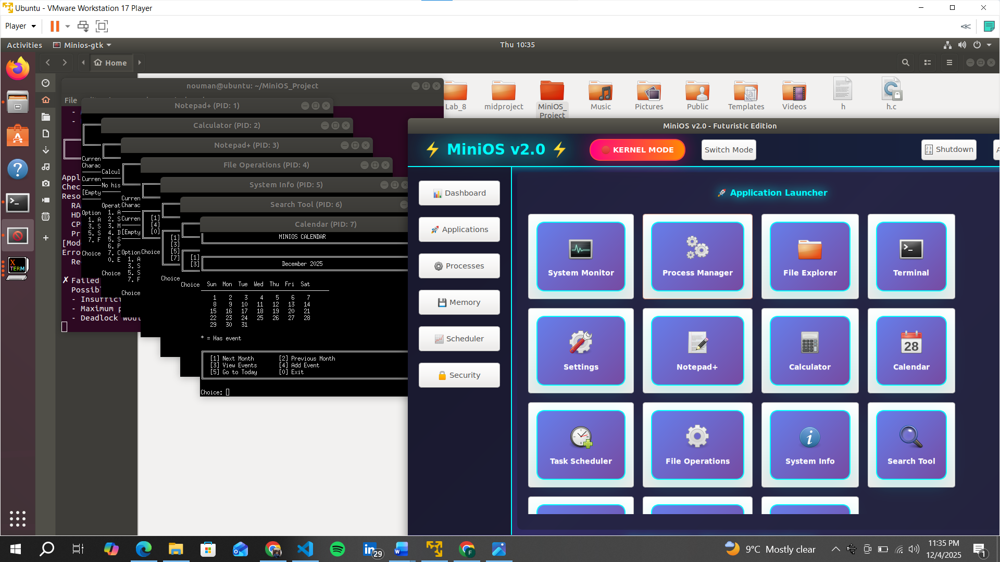 Ubuntu - VMware Workstation 17 Player
Player
Activities
Minios-gtk
Thu 10:35
Home
nouman@ubuntu: ~/MiniOS_Project
File
Lab_8
midproject
MiniOS_
Project
Music
Pictures
Public
Templates
Videos
h
h.c
Notepad+ (PID: 1)
Calculator (PID: 2)
Notepad+ (PID: 3)
File Operations (PID: 4)
System Info (PID: 5)
Search Tool (PID: 6)
Calendar (PID: 7)
Appl
Chec
Reso
RA
HD
CP
Pr
[Mod
Erro
Re
✗ Failed
Possibl
- Insuffici
- Maximum p
- Deadlock woul
Curren
Charac
Curren
[Empty
Option
1. A
3. S
5. S
7. F
Choice
Calcul
No his
Operat
1. A
2. S
3. M
4. D
5. S
6. P
7. C
0. E
Choice
Curren
Charac
Curren
[Empty
Option
1. A
3. S
5. S
7. F
Choice
[1]
[4]
[0]
Choice
[1]
[3]
[5]
[7]
Choice
[1]
[3]
Choice
MINIOS CALENDAR
December 2025
Sun Mon Tue Wed Thu Fri Sat
1 2 3 4 5 6 7
8 9 10 11 12 13 14
15 16 17 18 19 20 21
22 23 24 25 26 27 28
29 30 31
* = Has event
[1] Next Month [2] Previous Month
[3] View Events [4] Add Event
[5] Go to Today [0] Exit
Choice:
MiniOS v2.0 - Futuristic Edition
⚡ MiniOS v2.0 ⚡
KERNEL MODE
Switch Mode
Shutdown
Dashboard
Applications
Processes
Memory
Scheduler
Security
Application Launcher
System Monitor
Process Manager
File Explorer
Terminal
Settings
Notepad+
Calculator
28
Calendar
Task Scheduler
File Operations
System Info
Search Tool
X
TERM
29
F
9°C Mostly clear
11:35 PM
12/4/2025
1